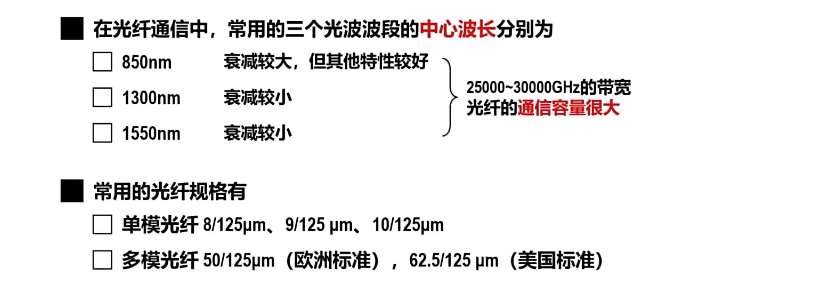 在光纤通信中，常用的三个光波波段的中心波长分别为
850nm 衰减较大，但其他特性较好
1300nm 衰减较小
1550nm 衰减较小
25000~30000GHz的带宽
光纤的通信容量很大
常用的光纤规格有
单模光纤 8/125μm、9/125 μm、10/125μm
多模光纤 50/125μm（欧洲标准），62.5/125 μm（美国标准）